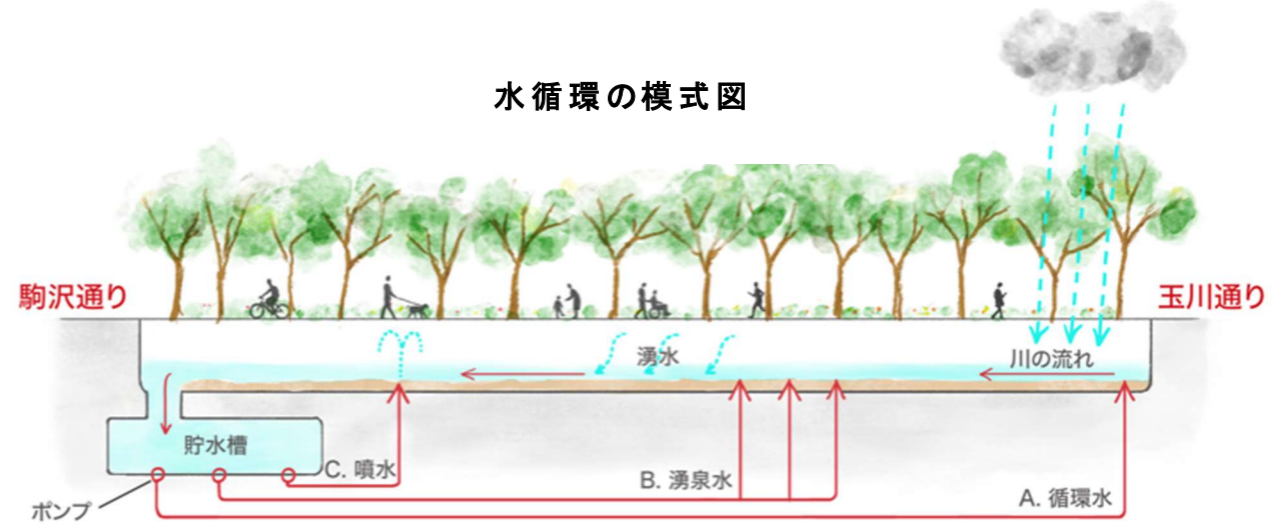 水循環の模式図
駒沢通り
玉川通り
湧水
川の流れ
貯水槽
C. 噴水
B. 湧泉水
A. 循環水
ポンプ